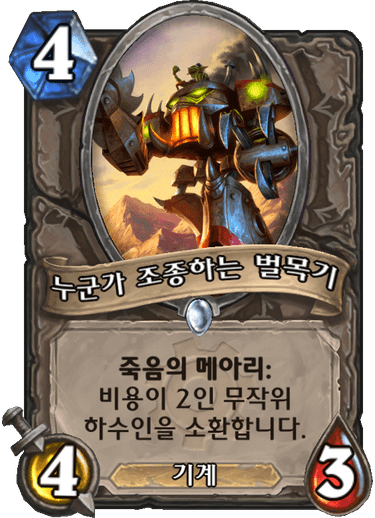 4
누군가 조종하는 벌목기
죽음의 메아리:
비용이 2인 무작위
하수인을 소환합니다.
4
기계
3